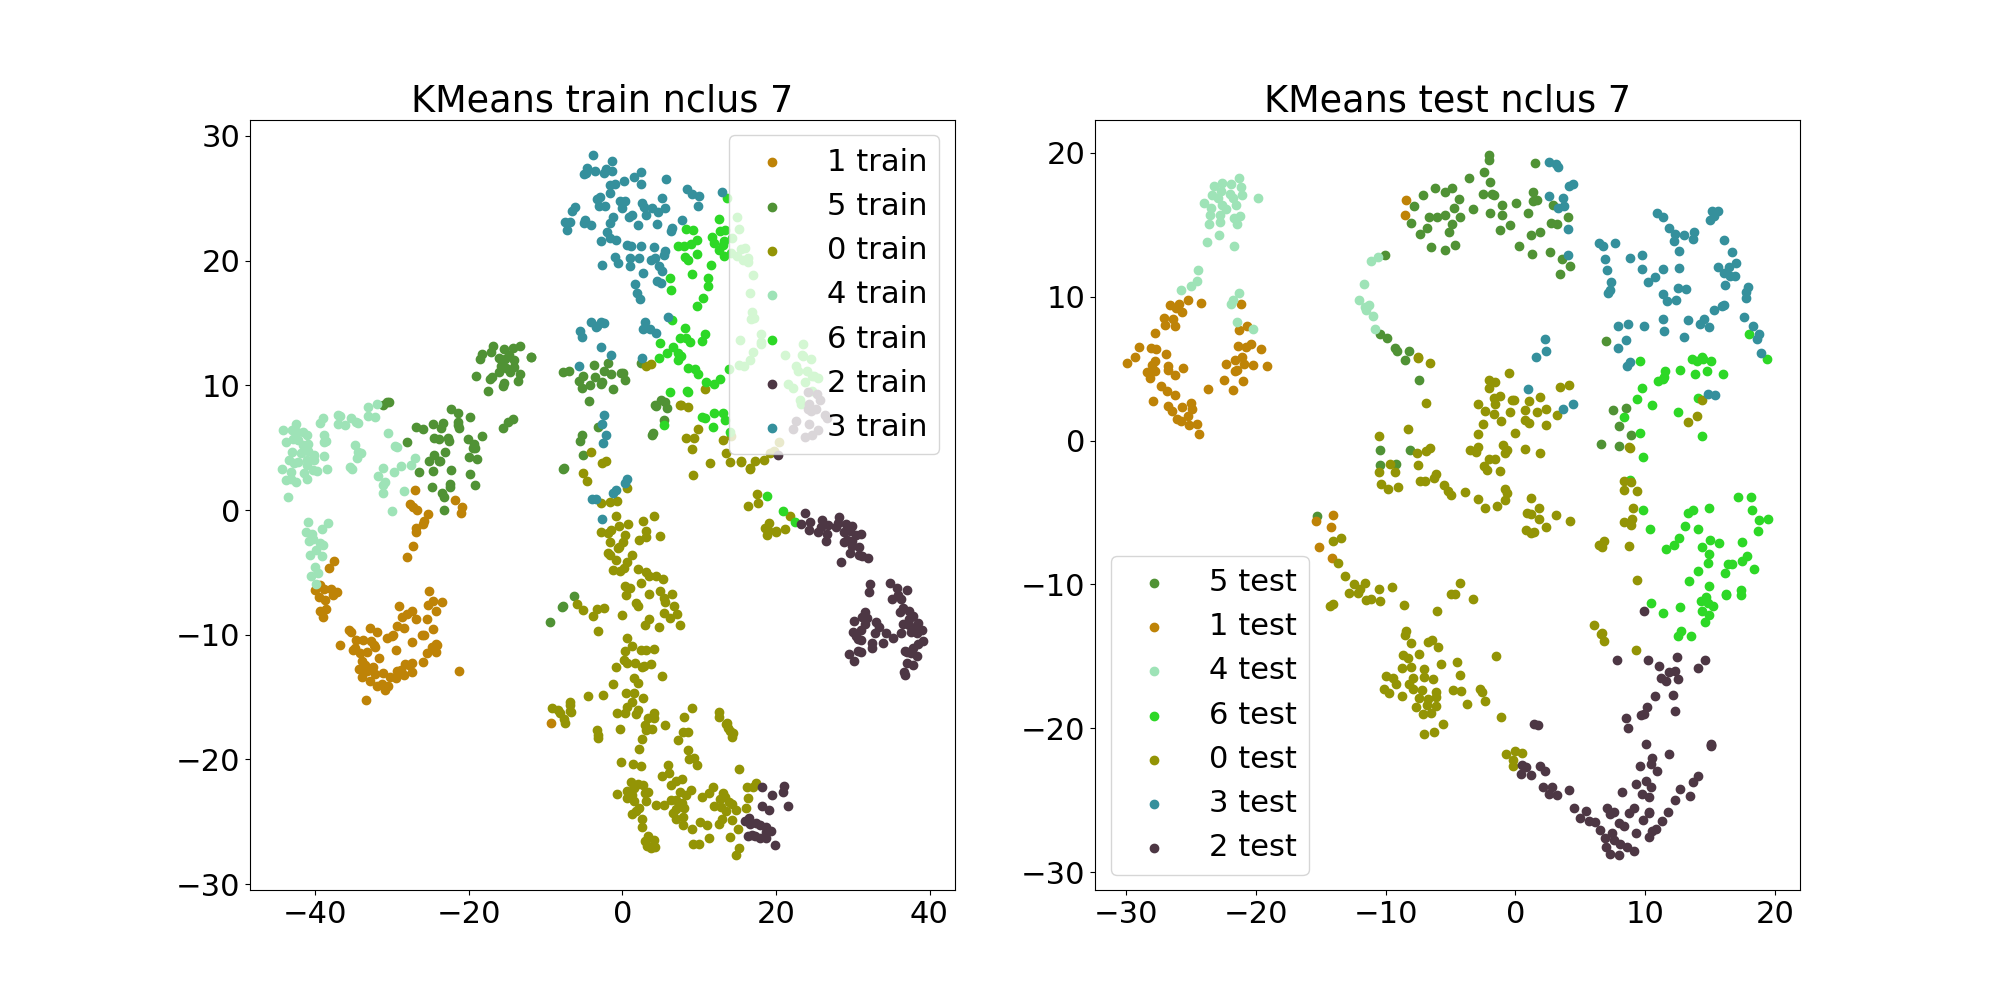 KMeans train nclus 7
30
20
10
0
−10
−20
−30
−40
−20
0
20
40
1 train
5 train
0 train
4 train
6 train
2 train
3 train
KMeans test nclus 7
20
10
0
−10
−20
−30
−30
−20
−10
0
10
20
5 test
1 test
4 test
6 test
0 test
3 test
2 test